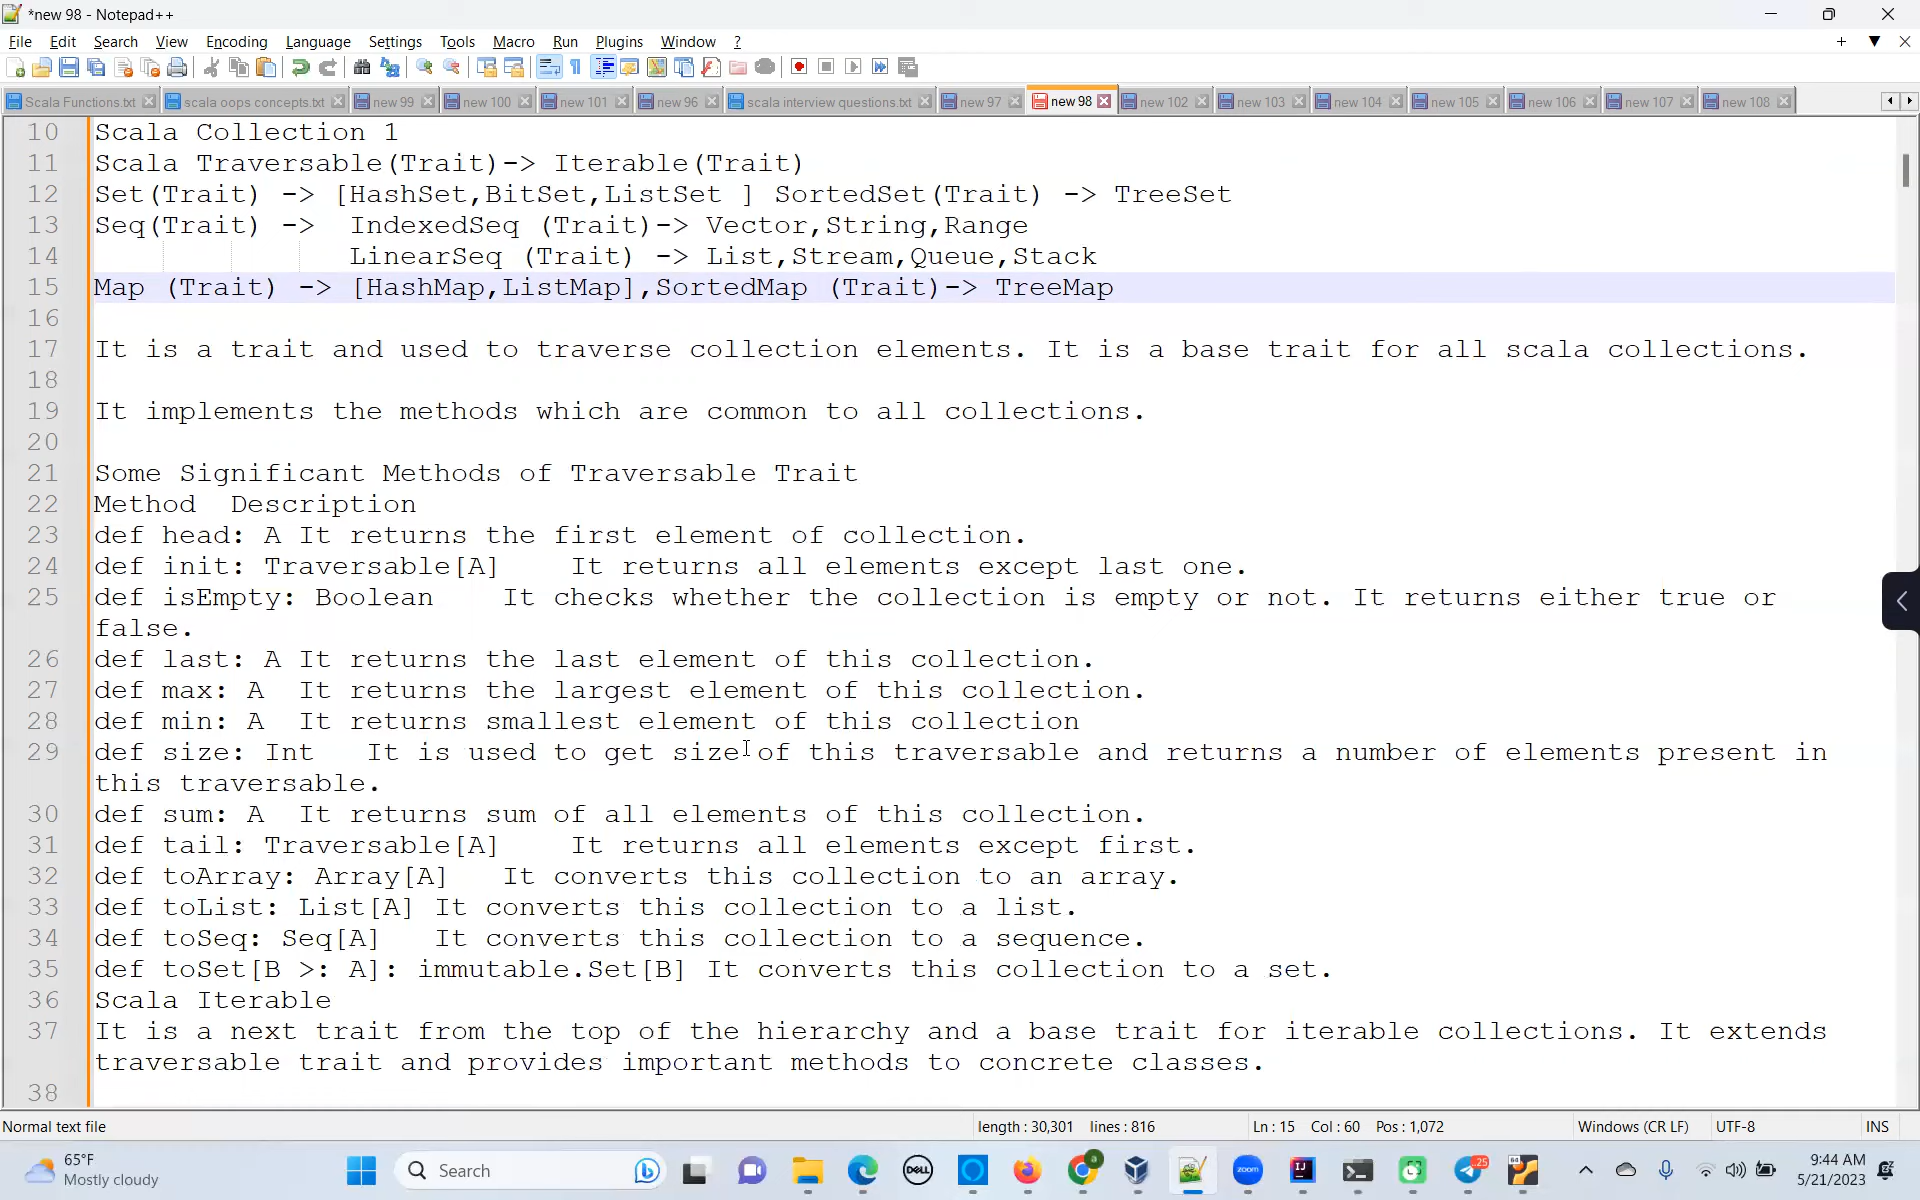 *new 98 - Notepad++
File Edit Search View Encoding Language Settings Tools Macro Run Plugins Window ?
Scala Functions.txt scala oops concepts.txt new 99 new 100 new 101 new 96 scala interview questions.txt new 97 new 98 new 102 new 103 new 104 new 105 new 106 new 107 new 108
10 Scala Collection 1
11 Scala Traversable(Trait)-> Iterable(Trait)
12 Set(Trait) -> [HashSet,BitSet,ListSet ] SortedSet(Trait) -> TreeSet
13 Seq(Trait) -> IndexedSeq (Trait)-> Vector,String,Range
14 LinearSeq (Trait) -> List,Stream,Queue,Stack
15 Map (Trait) -> [HashMap,ListMap],SortedMap (Trait)-> TreeMap
16
17 It is a trait and used to traverse collection elements. It is a base trait for all scala collections.
18
19 It implements the methods which are common to all collections.
20
21 Some Significant Methods of Traversable Trait
22 Method Description
23 def head: A It returns the first element of collection.
24 def init: Traversable[A] It returns all elements except last one.
25 def isEmpty: Boolean It checks whether the collection is empty or not. It returns either true or
false.
26 def last: A It returns the last element of this collection.
27 def max: A It returns the largest element of this collection.
28 def min: A It returns smallest element of this collection
29 def size: Int It is used to get size of this traversable and returns a number of elements present in
this traversable.
30 def sum: A It returns sum of all elements of this collection.
31 def tail: Traversable[A] It returns all elements except first.
32 def toArray: Array[A] It converts this collection to an array.
33 def toList: List[A] It converts this collection to a list.
34 def toSeq: Seq[A] It converts this collection to a sequence.
35 def toSet[B >: A]: immutable.Set[B] It converts this collection to a set.
36 Scala Iterable
37 It is a next trait from the top of the hierarchy and a base trait for iterable collections. It extends
traversable trait and provides important methods to concrete classes.
38
Normal text file length : 30,301 lines : 816 Ln : 15 Col : 60 Pos : 1,072 Windows (CR LF) UTF-8 INS
65°F
Mostly cloudy
Search
DELL
zoom
IJ
25
9:44 AM
5/21/2023